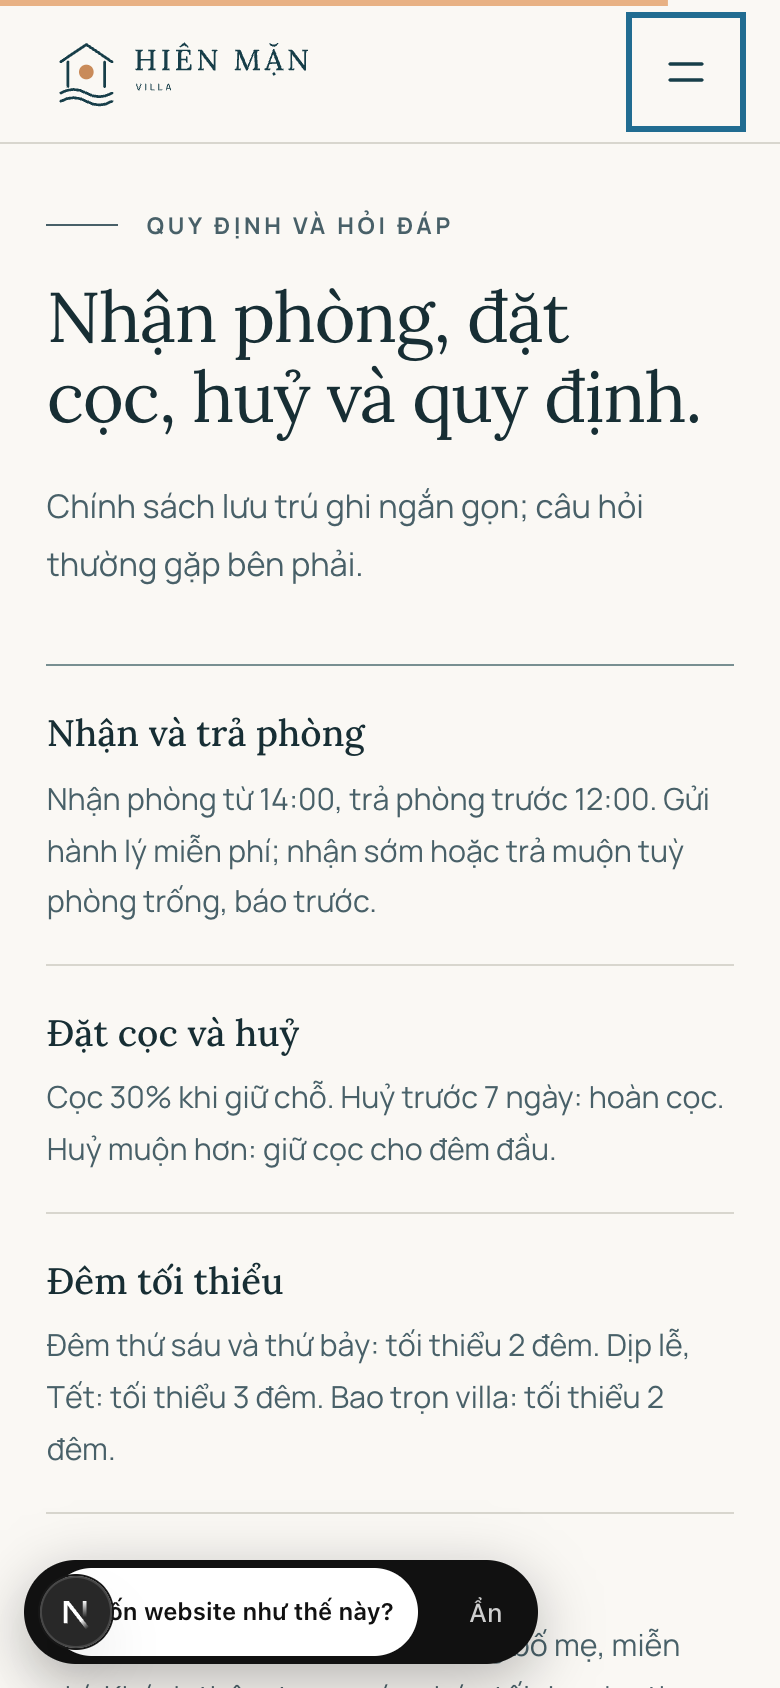 HIÊN MẶN
VILLA
QUY ĐỊNH VÀ HỎI ĐÁP
Nhận phòng, đặt
cọc, huỷ và quy định.
Chính sách lưu trú ghi ngắn gọn; câu hỏi
thường gặp bên phải.
Nhận và trả phòng
Nhận phòng từ 14:00, trả phòng trước 12:00. Gửi
hành lý miễn phí; nhận sớm hoặc trả muộn tuỳ
phòng trống, báo trước.
Đặt cọc và huỷ
Cọc 30% khi giữ chỗ. Huỷ trước 7 ngày: hoàn cọc.
Huỷ muộn hơn: giữ cọc cho đêm đầu.
Đêm tối thiểu
Đêm thứ sáu và thứ bảy: tối thiểu 2 đêm. Dịp lễ,
Tết: tối thiểu 3 đêm. Bao trọn villa: tối thiểu 2
đêm.
N
website như thế này?
Ẩn
mẹ, miễn